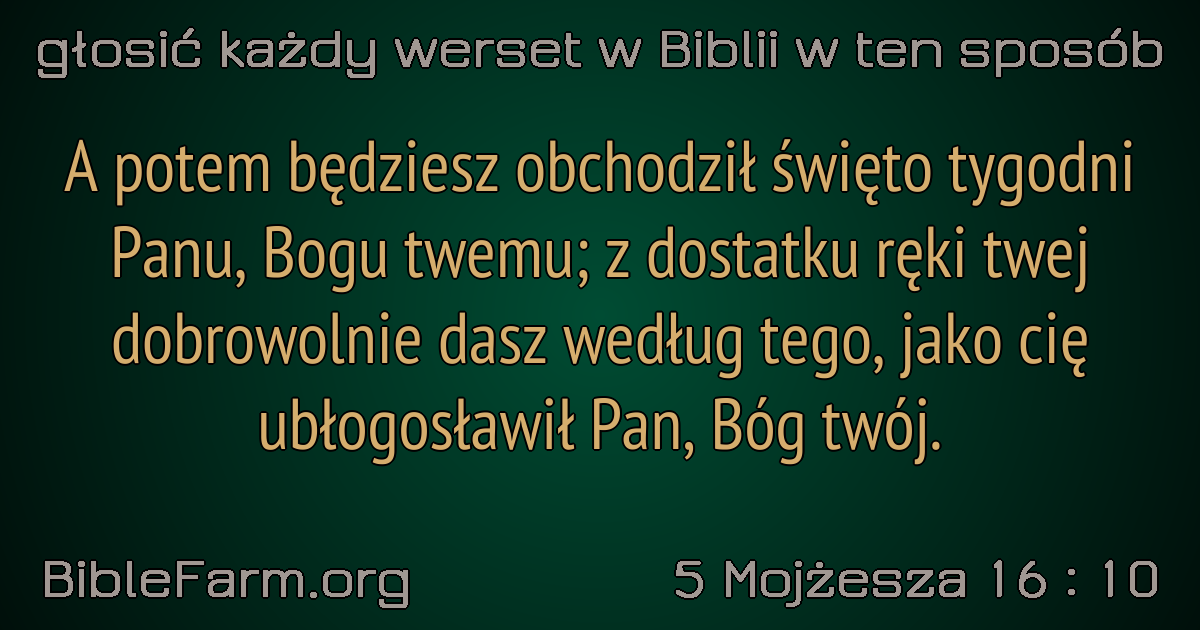 głosić każdy werset w Biblii w ten sposób
A potem będziesz obchodził święto tygodni
Panu, Bogu twemu; z dostatku ręki twej
dobrowolnie dasz według tego, jako cię
ubłogosławił Pan, Bóg twój.
BibleFarm.org
5 Mojżesza 16 : 10